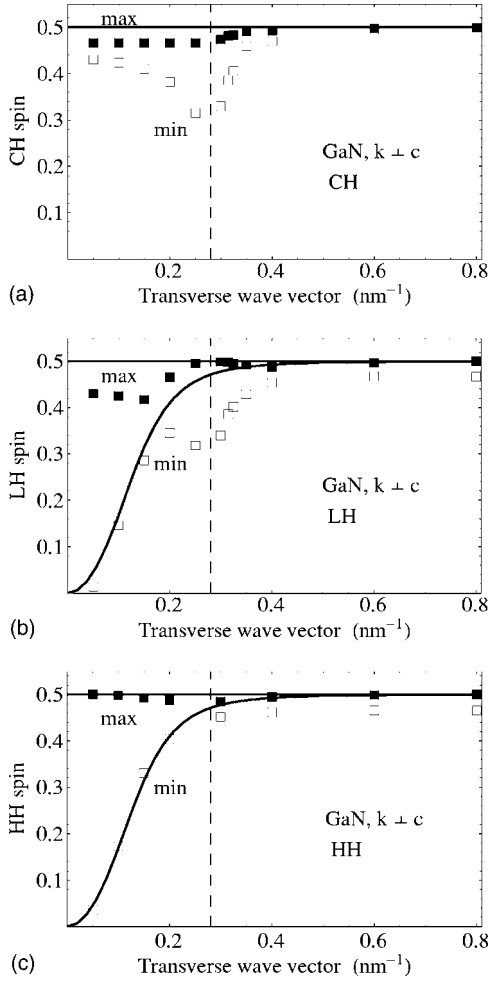 0.5
max
0.4
0.3
min
0.2
0.1
CH spin
GaN, k ⊥ c
CH
0.2 0.4 0.6 0.8
(a) Transverse wave vector (nm⁻¹)
0.5
max
0.4
0.3
min
0.2
0.1
LH spin
GaN, k ⊥ c
LH
0.2 0.4 0.6 0.8
(b) Transverse wave vector (nm⁻¹)
0.5
max
0.4
0.3
min
0.2
0.1
HH spin
GaN, k ⊥ c
HH
0.2 0.4 0.6 0.8
(c) Transverse wave vector (nm⁻¹)